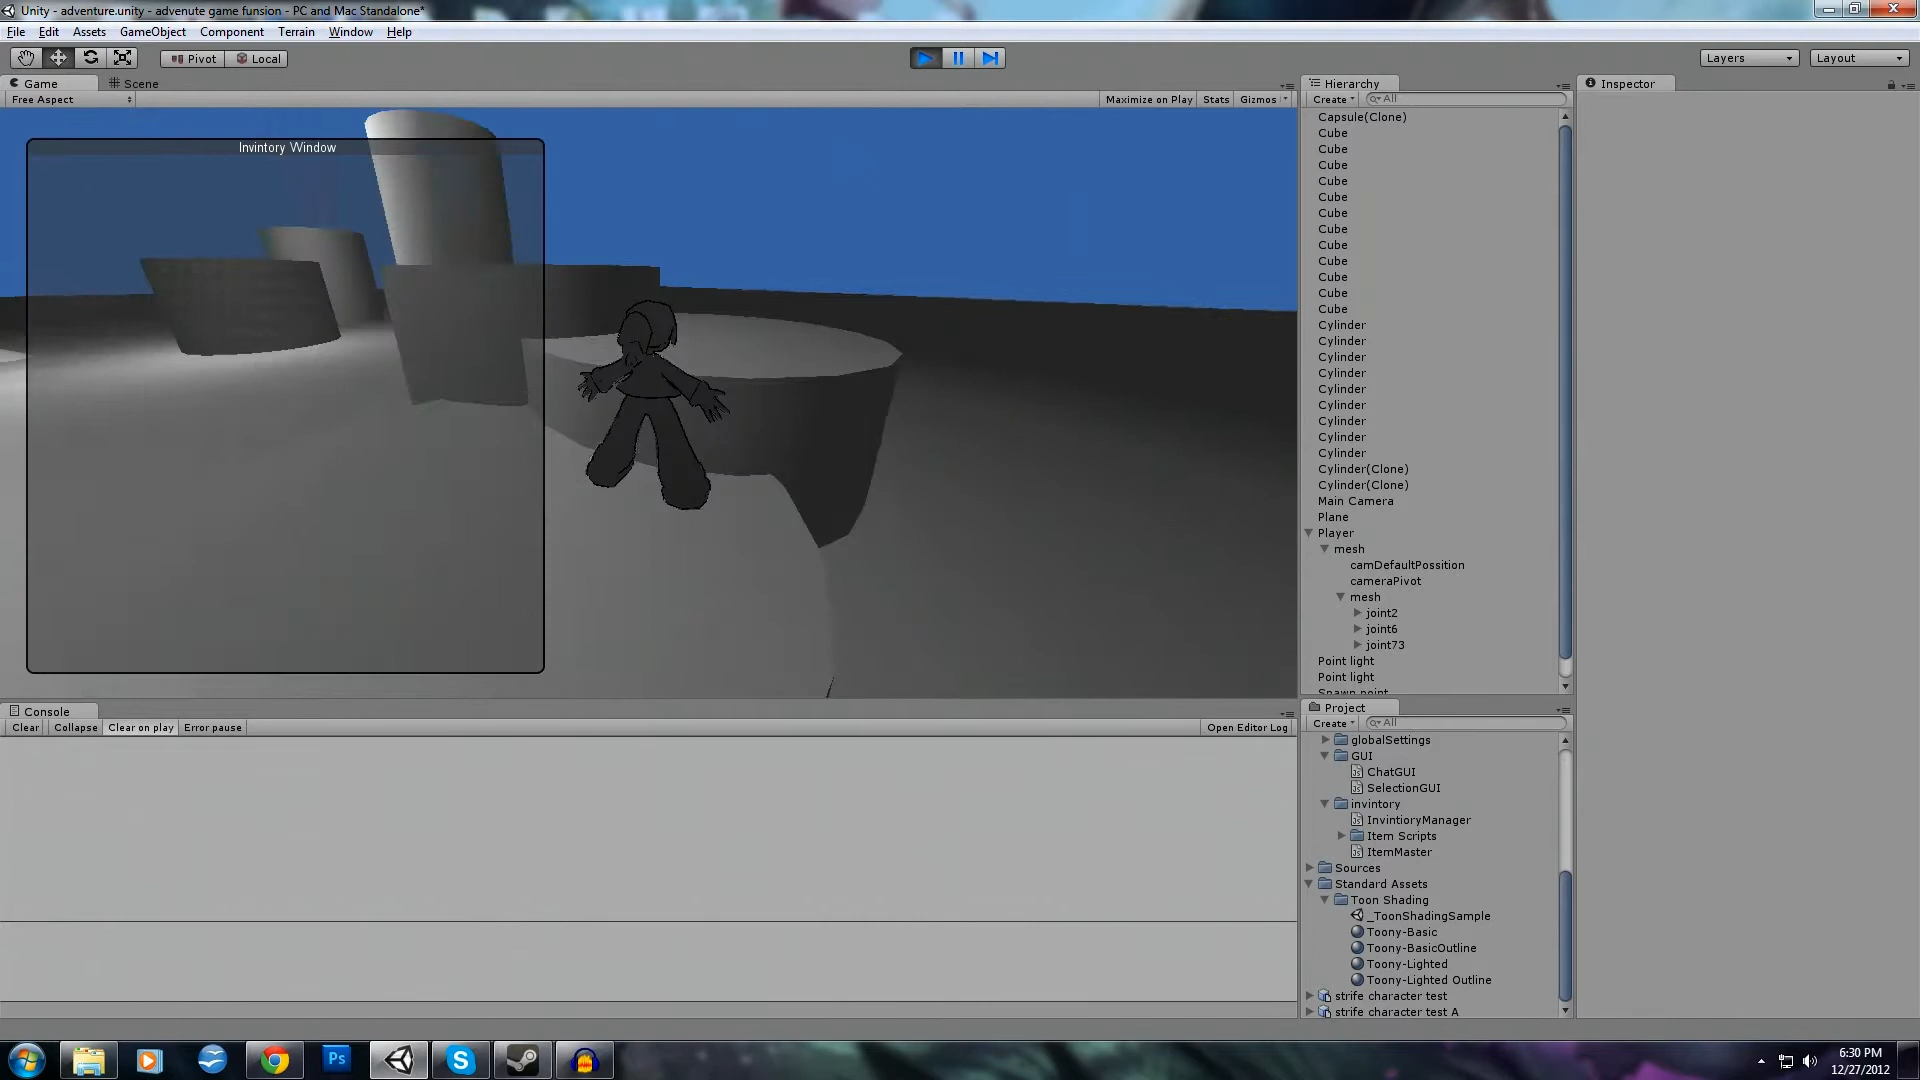 Unity - adventure.unity - advenute game funsion - PC and Mac Standalone*
File Edit Assets GameObject Component Terrain Window Help
Pivot Local Layers Layout
Game Scene
Free Aspect Maximize on Play Stats Gizmos
Invintory Window
Hierarchy
Create All
Capsule(Clone)
Cube
Cube
Cube
Cube
Cube
Cube
Cube
Cube
Cube
Cube
Cube
Cube
Cylinder
Cylinder
Cylinder
Cylinder
Cylinder
Cylinder
Cylinder
Cylinder
Cylinder
Cylinder(Clone)
Cylinder(Clone)
Main Camera
Plane
Player
mesh
camDefaultPossition
cameraPivot
mesh
joint2
joint6
joint73
Point light
Point light
Spawn point
Inspector
Console
Clear Collapse Clear on play Error pause Open Editor Log
Project
Create All
globalSettings
GUI
ChatGUI
SelectionGUI
invintory
InvintioryManager
Item Scripts
ItemMaster
Sources
Standard Assets
Toon Shading
_ToonShadingSample
Toony-Basic
Toony-BasicOutline
Toony-Lighted
Toony-Lighted Outline
strife character test
strife character test A
Ps
6:30 PM
12/27/2012